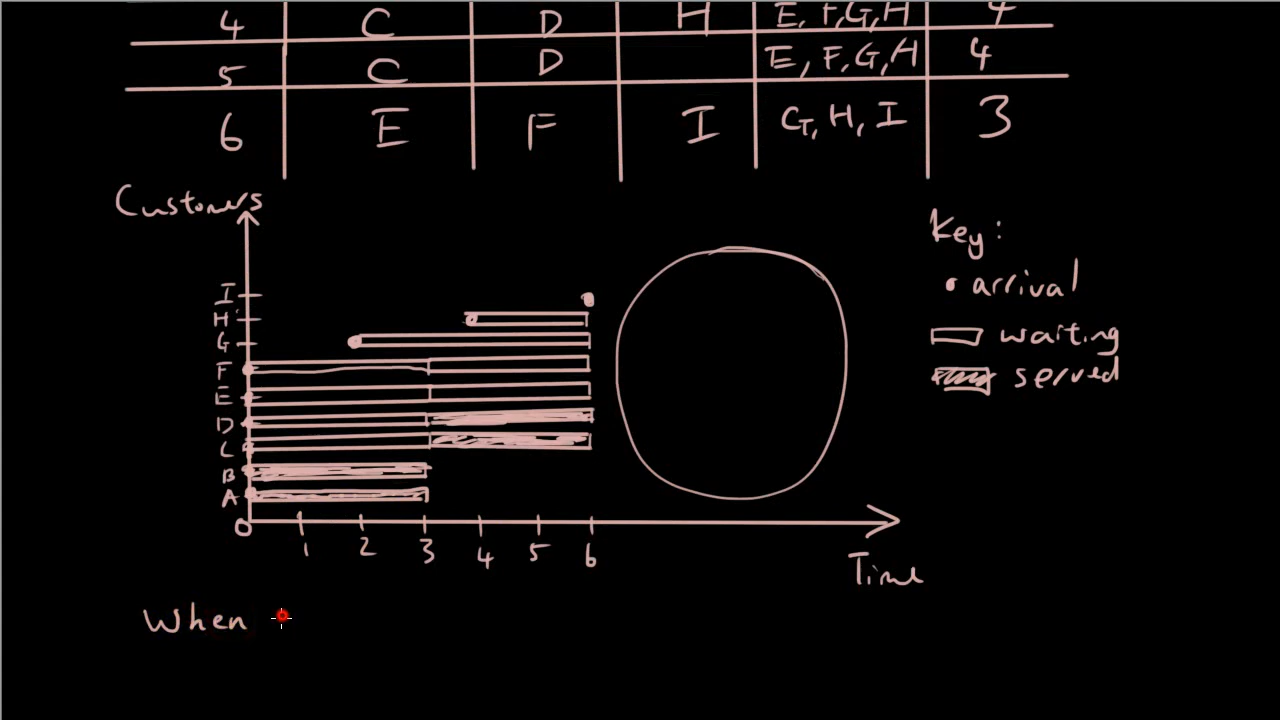 4 C D H E, F,G,H 4
5 C D E, F,G,H 4
6 E F I G, H, I 3
Customers
Key:
• arrival
waiting
served
I
H
G
F
E
D
C
B
A
0 1 2 3 4 5 6
Time
When